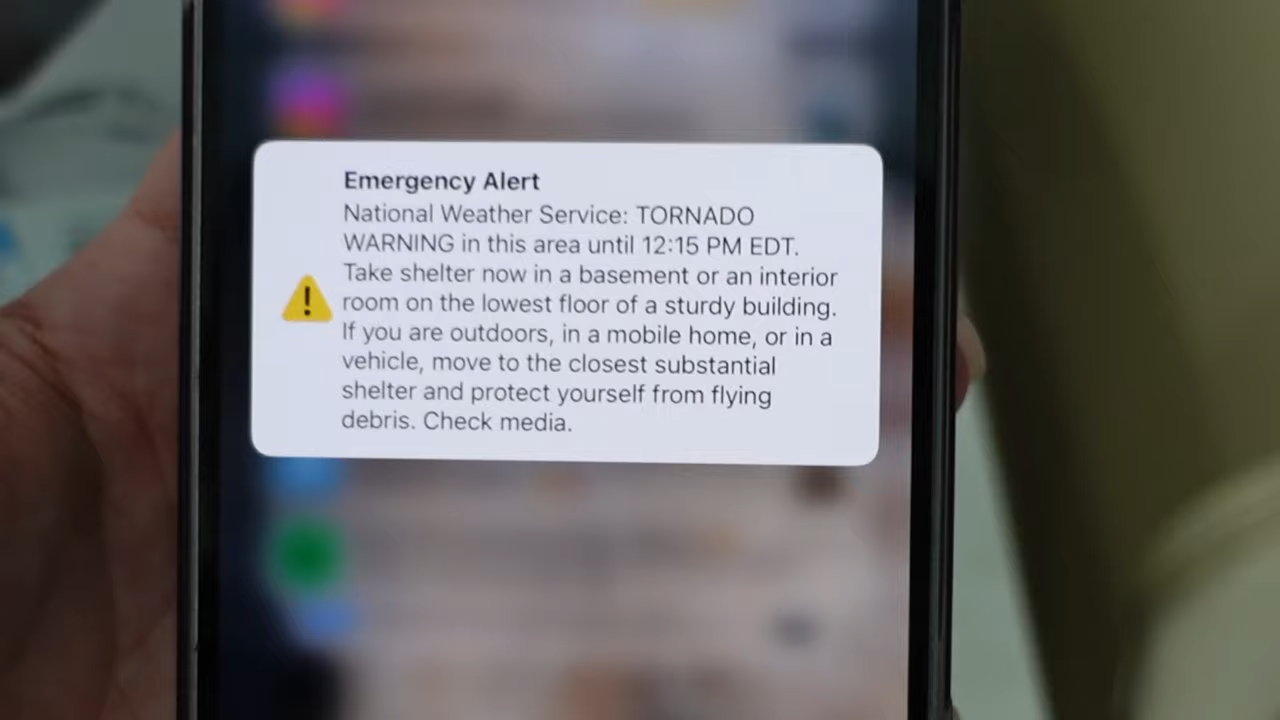 Emergency Alert
National Weather Service: TORNADO
WARNING in this area until 12:15 PM EDT.
Take shelter now in a basement or an interior
room on the lowest floor of a sturdy building.
If you are outdoors, in a mobile home, or in a
vehicle, move to the closest substantial
shelter and protect yourself from flying
debris. Check media.